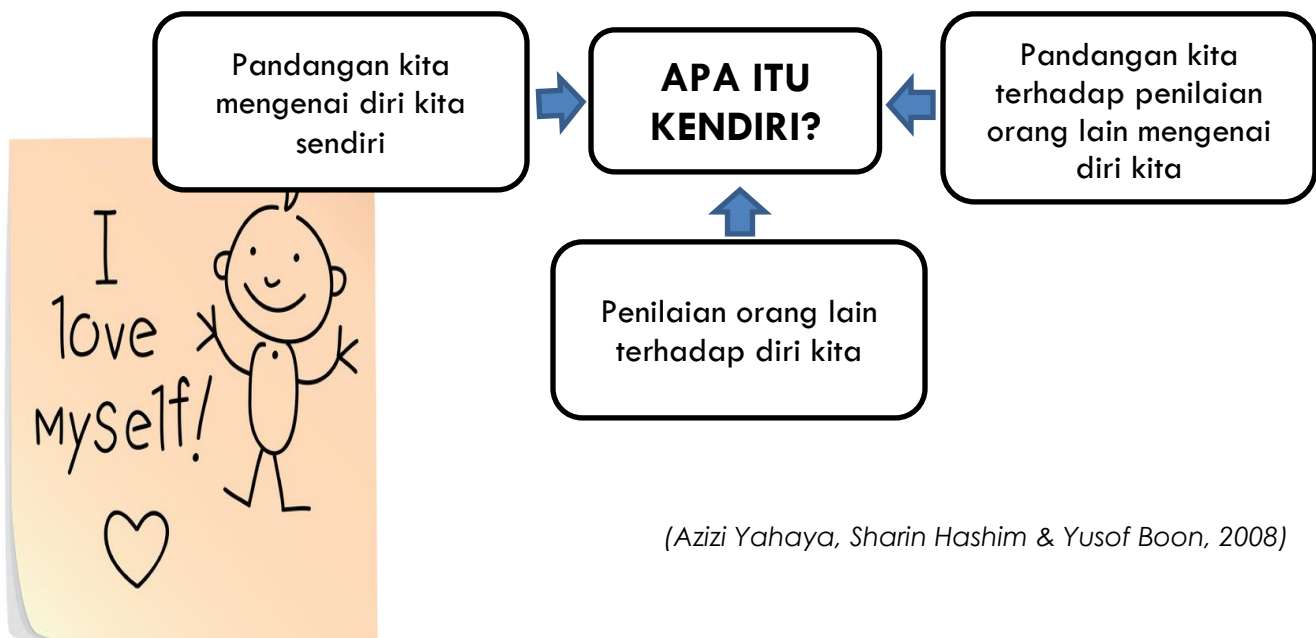 Pandangan kita
mengenai diri kita
sendiri
APA ITU
KENDIRI?
Pandangan kita
terhadap penilaian
orang lain mengenai
diri kita
Penilaian orang lain
terhadap diri kita
I
love
myself!
(Azizi Yahaya, Sharin Hashim & Yusof Boon, 2008)